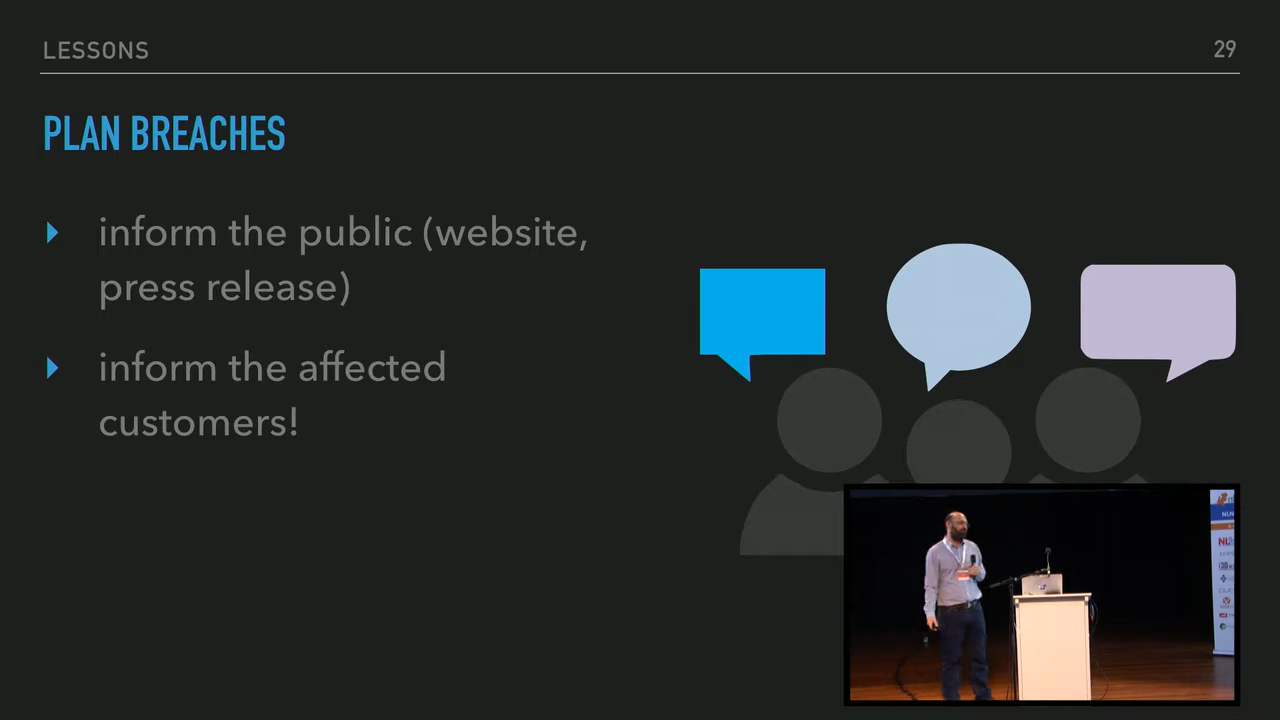 LESSONS
29
PLAN BREACHES
inform the public (website,
press release)
inform the affected
customers!